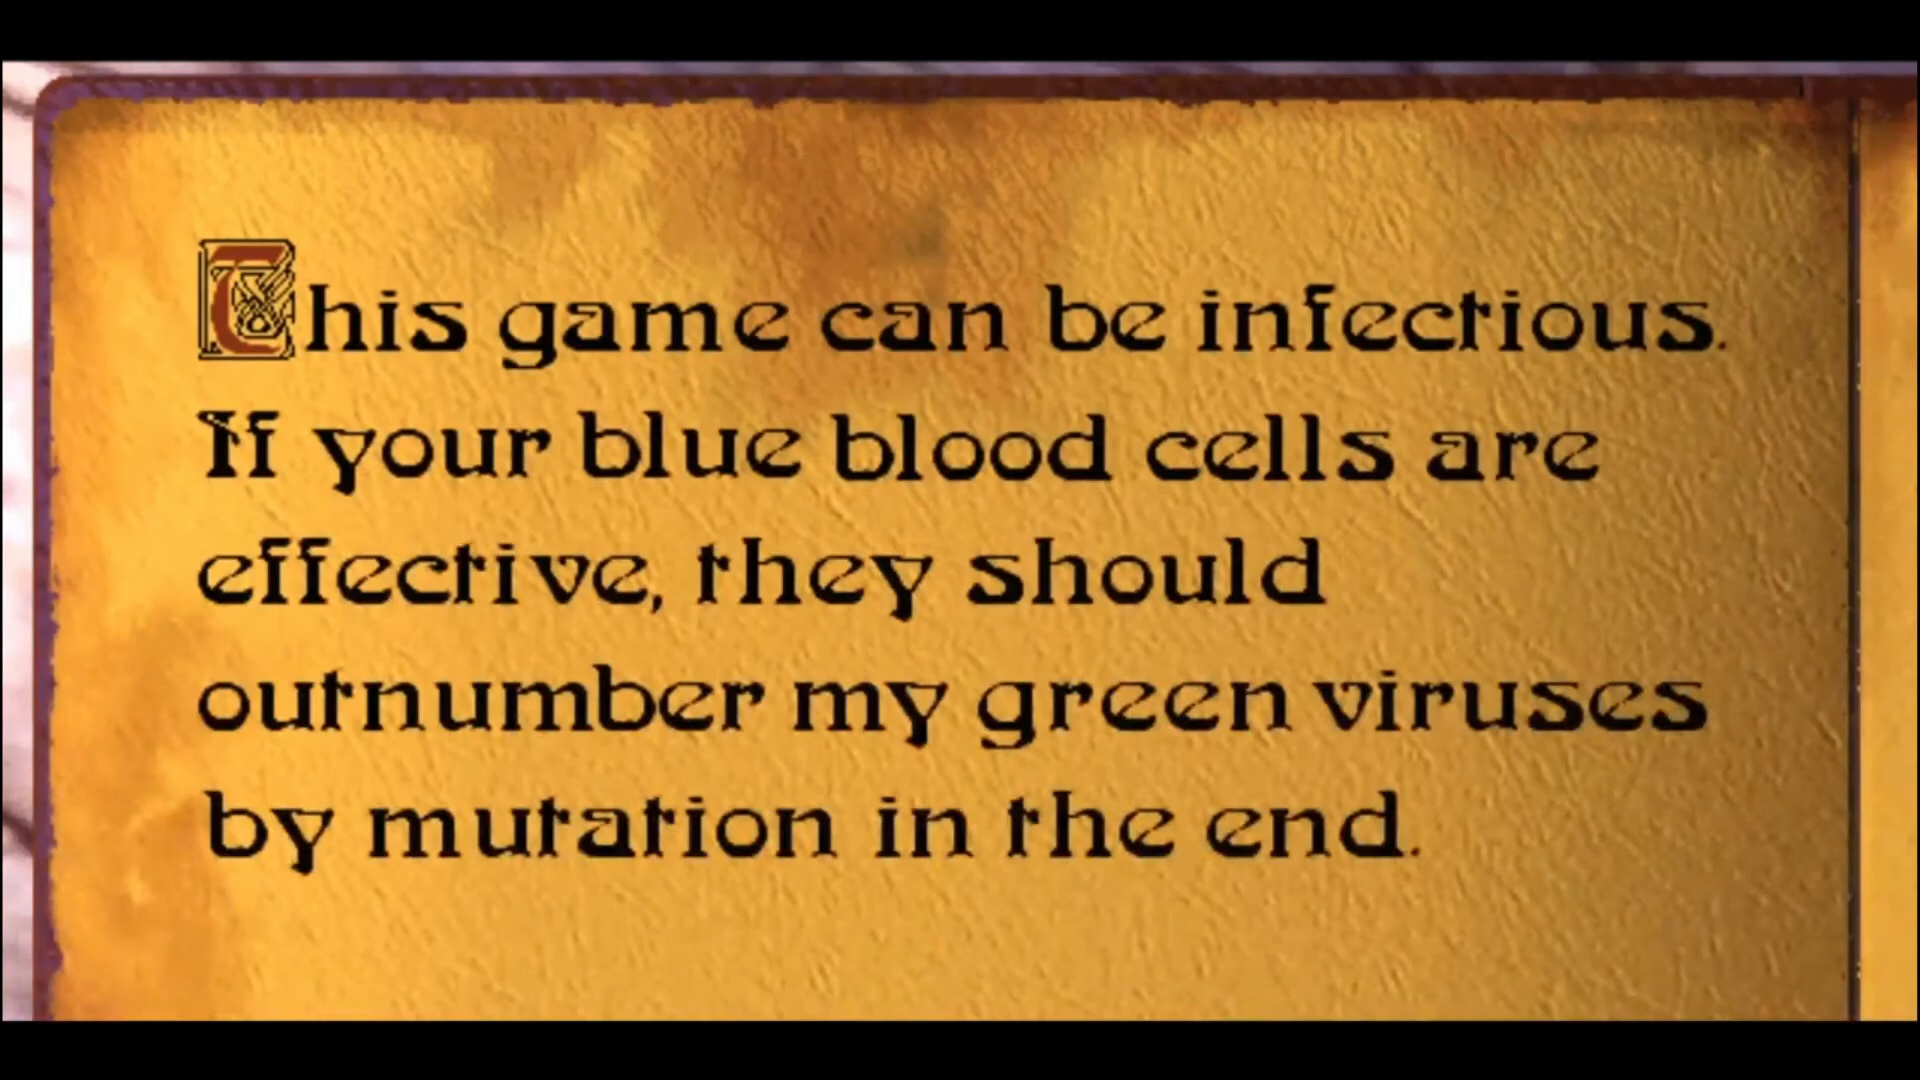 This game can be infectious.
If your blue blood cells are
effective, they should
outnumber my green viruses
by mutation in the end.